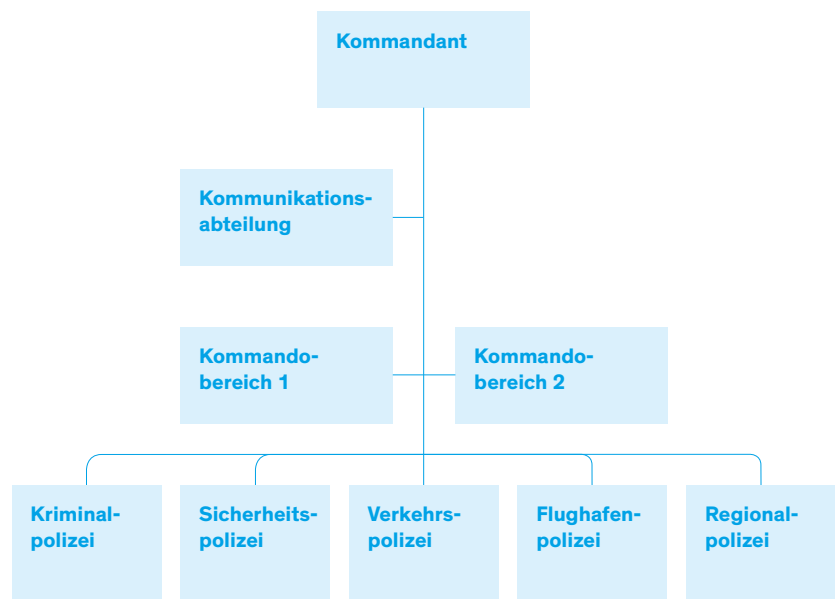 Kommandant
Kommunikations-
abteilung
Kommando-
bereich 1
Kommando-
bereich 2
Kriminal-
polizei
Sicherheits-
polizei
Verkehrs-
polizei
Flughafen-
polizei
Regional-
polizei